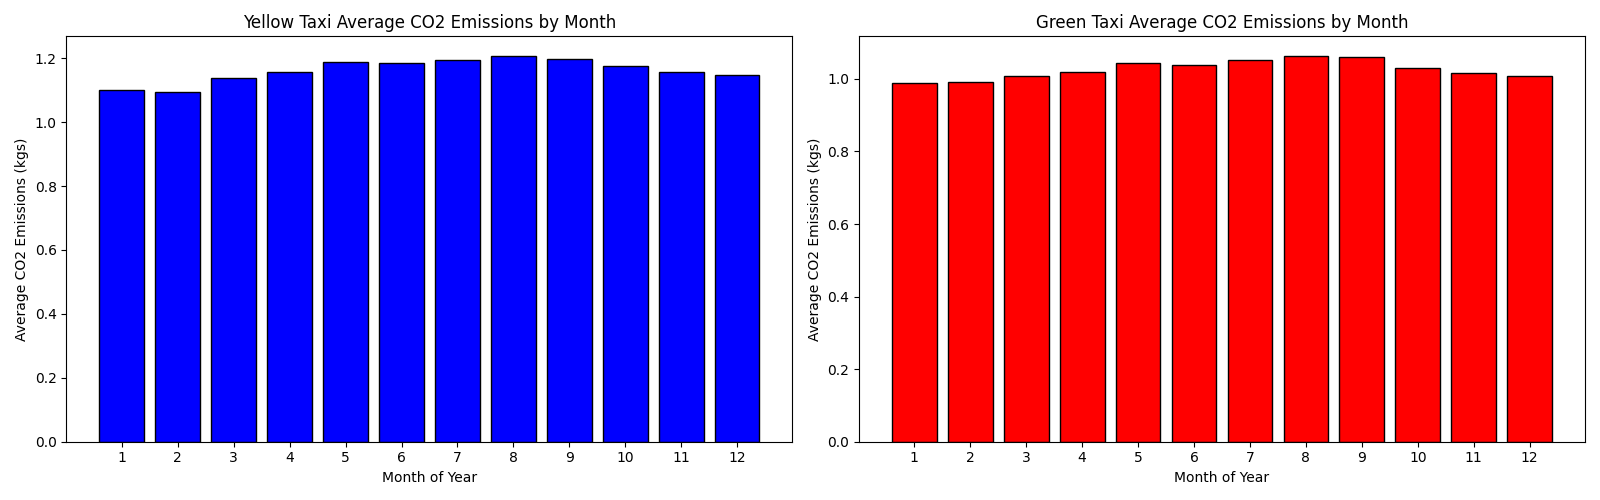 Yellow Taxi Average CO2 Emissions by Month
Average CO2 Emissions (kgs)
1.2
1.0
0.8
0.6
0.4
0.2
0.0
1 2 3 4 5 6 7 8 9 10 11 12
Month of Year
Green Taxi Average CO2 Emissions by Month
Average CO2 Emissions (kgs)
1.0
0.8
0.6
0.4
0.2
0.0
1 2 3 4 5 6 7 8 9 10 11 12
Month of Year